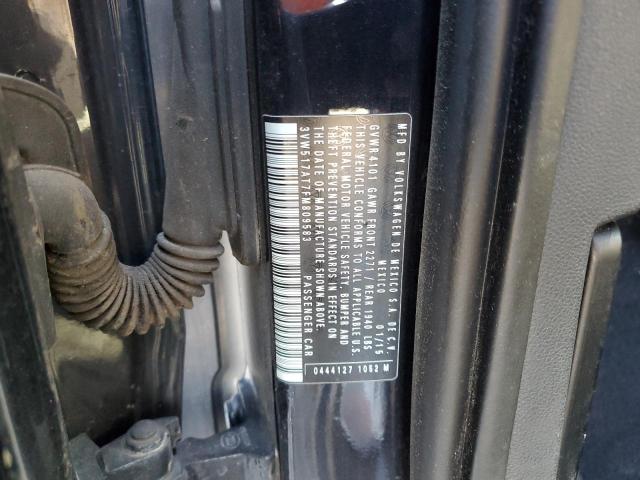 MFD BY VOLKSWAGEN DE MEXICO S.A. DE C.V.
MEXICO 01/15
GVWR 4101 GAWR FRONT 2271 / REAR 1940 LBS
THIS VEHICLE CONFORMS TO ALL APPLICABLE U.S.
FEDERAL MOTOR VEHICLE SAFETY, BUMPER AND
THEFT PREVENTION STANDARDS IN EFFECT ON
THE DATE OF MANUFACTURE SHOWN ABOVE.
3VW517AT7FM809583 PASSENGER CAR
0444127 1052 M